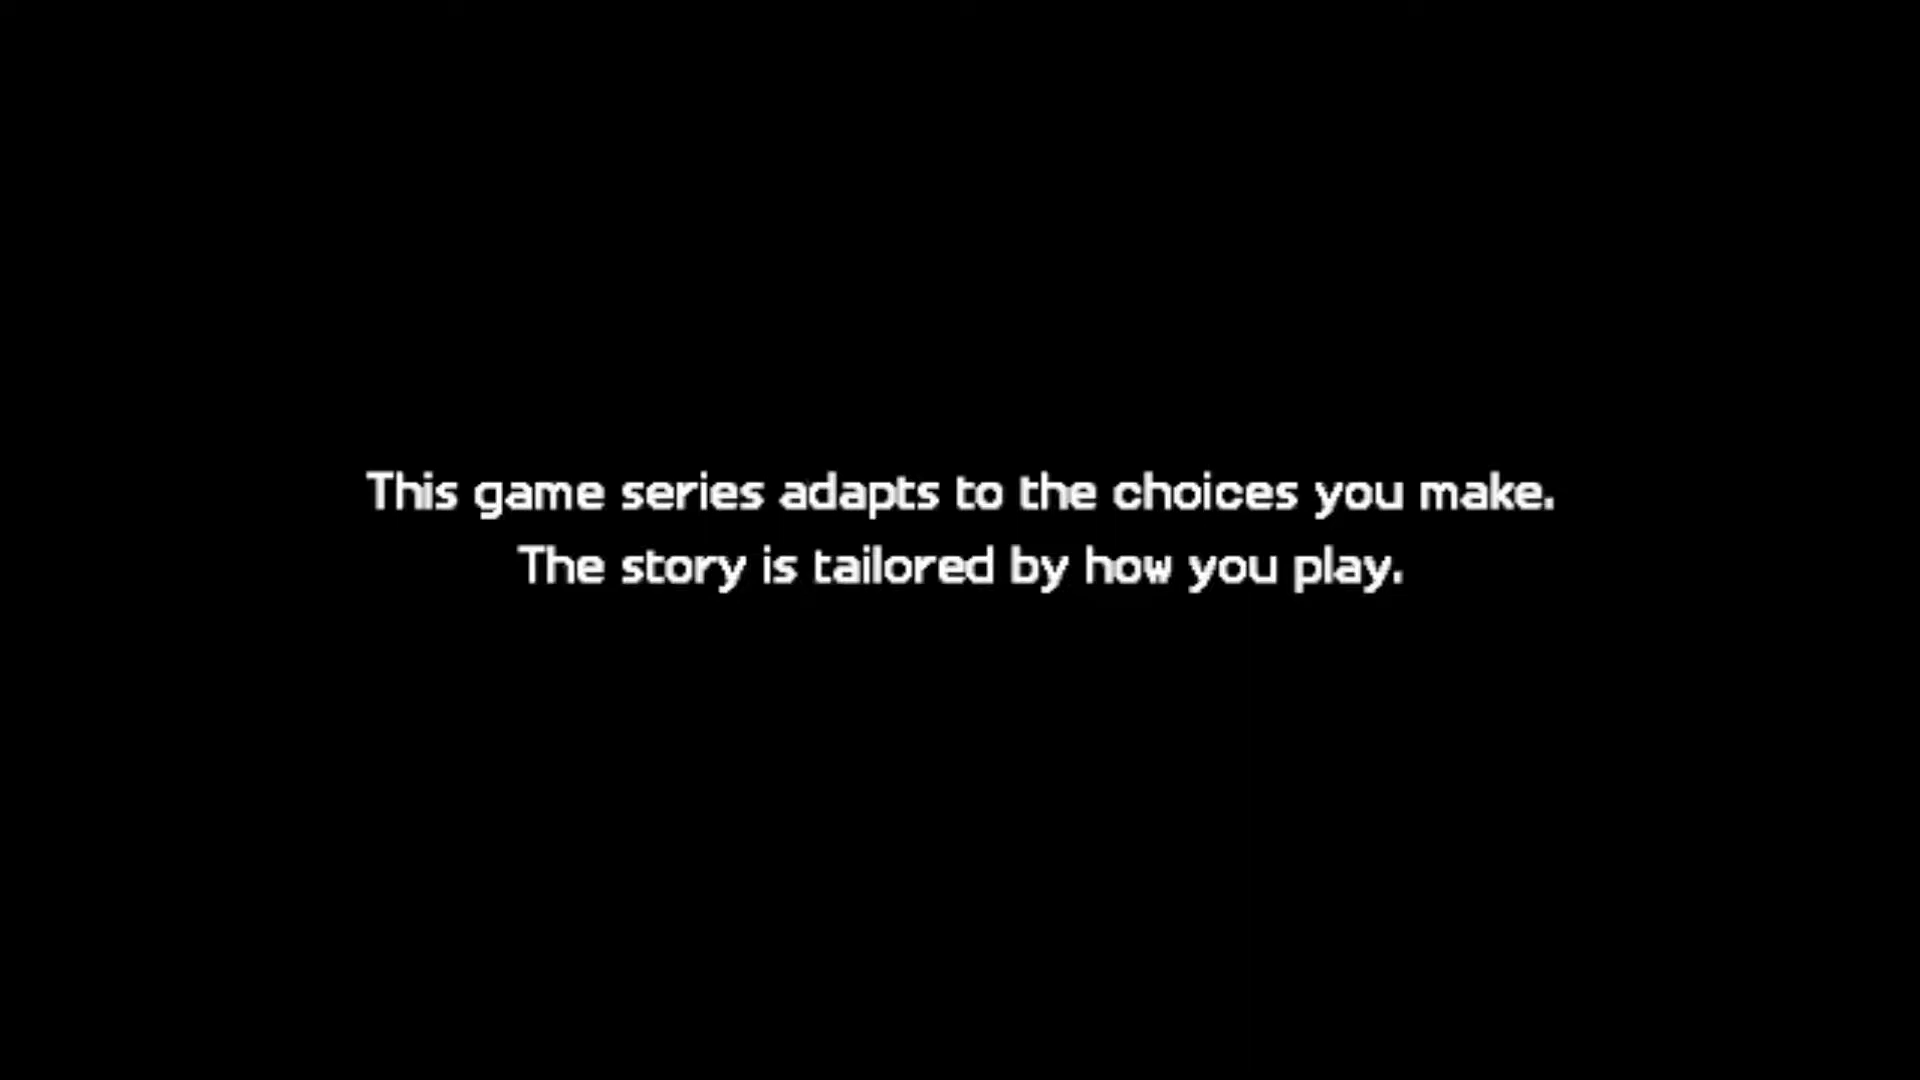 This game series adapts to the choices you make.
The story is tailored by how you play.